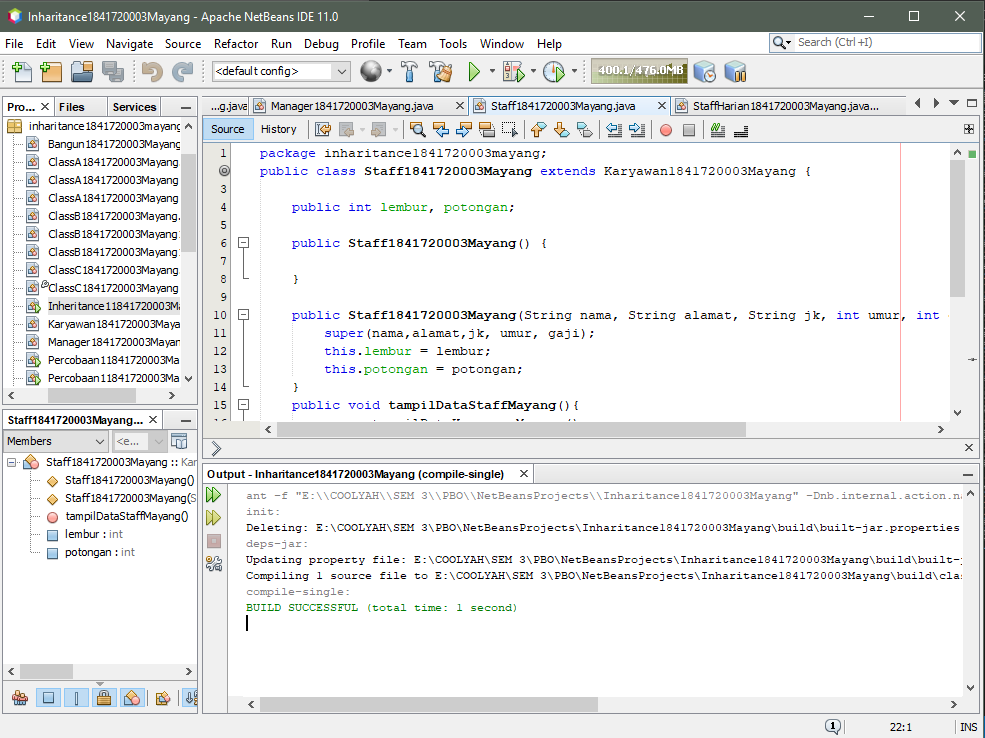 Inharitance1841720003Mayang - Apache NetBeans IDE 11.0
File Edit View Navigate Source Refactor Run Debug Profile Team Tools Window Help
Search (Ctrl+I)
<default config>
400.1/476.0MB
Pro... Files Services
inharitance1841720003mayang
Bangun1841720003Mayang
ClassA1841720003Mayang
ClassA1841720003Mayang
ClassA1841720003Mayang
ClassB1841720003Mayang.
ClassB1841720003Mayang
ClassB1841720003Mayang
ClassC1841720003Mayang
ClassC1841720003Mayang
Inheritance11841720003Ma
Karyawan1841720003Maya
Manager1841720003Mayang
Percobaan11841720003Ma
Percobaan11841720003Ma
Staff1841720003Mayang...
Members <e...
Staff1841720003Mayang :: Kar
Staff1841720003Mayang()
Staff1841720003Mayang(S
tampilDataStaffMayang()
lembur : int
potongan : int
...g.java Manager1841720003Mayang.java Staff1841720003Mayang.java StaffHarian1841720003Mayang.java...
Source History
1 package inharitance1841720003mayang;
public class Staff1841720003Mayang extends Karyawan1841720003Mayang {
3
4 public int lembur, potongan;
5
6 public Staff1841720003Mayang() {
7
8 }
9
10 public Staff1841720003Mayang(String nama, String alamat, String jk, int umur, int
11 super(nama,alamat,jk, umur, gaji);
12 this.lembur = lembur;
13 this.potongan = potongan;
14 }
15 public void tampilDataStaffMayang(){
Output - Inharitance1841720003Mayang (compile-single)
ant -f "E:\\COOLYAH\\SEM 3\\PBO\\NetBeansProjects\\Inharitance1841720003Mayang" -Dnb.internal.action.na
init:
Deleting: E:\COOLYAH\SEM 3\PBO\NetBeansProjects\Inharitance1841720003Mayang\build\built-jar.properties
deps-jar:
Updating property file: E:\COOLYAH\SEM 3\PBO\NetBeansProjects\Inharitance1841720003Mayang\build\built-j
Compiling 1 source file to E:\COOLYAH\SEM 3\PBO\NetBeansProjects\Inharitance1841720003Mayang\build\clas
compile-single:
BUILD SUCCESSFUL (total time: 1 second)
1 22:1 INS